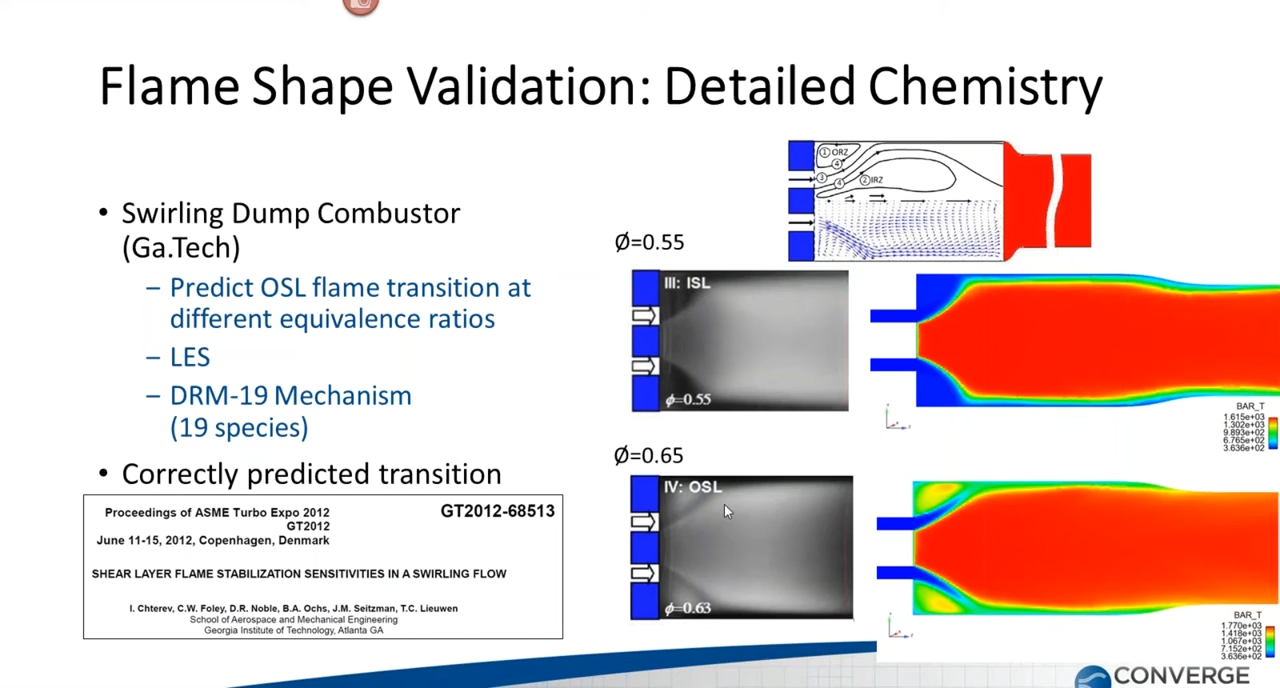 Flame Shape Validation: Detailed Chemistry
• Swirling Dump Combustor
(Ga.Tech)
– Predict OSL flame transition at
different equivalence ratios
– LES
– DRM-19 Mechanism
(19 species)
• Correctly predicted transition
Proceedings of ASME Turbo Expo 2012
GT2012
June 11-15, 2012, Copenhagen, Denmark
GT2012-68513
SHEAR LAYER FLAME STABILIZATION SENSITIVITIES IN A SWIRLING FLOW
I. Chterev, C.W. Foley, D.R. Noble, B.A. Ochs, J.M. Seitzman, T.C. Lieuwen
School of Aerospace and Mechanical Engineering
Georgia Institute of Technology, Atlanta GA
① ORZ
④
③
④
② IRZ
Ø=0.55
III: ISL
ϕ=0.55
BAR_T
1.615e+03
1.302e+03
9.893e+02
6.765e+02
3.636e+02
Ø=0.65
IV: OSL
ϕ=0.63
BAR_T
1.770e+03
1.418e+03
1.067e+03
7.152e+02
3.636e+02
CONVERGE